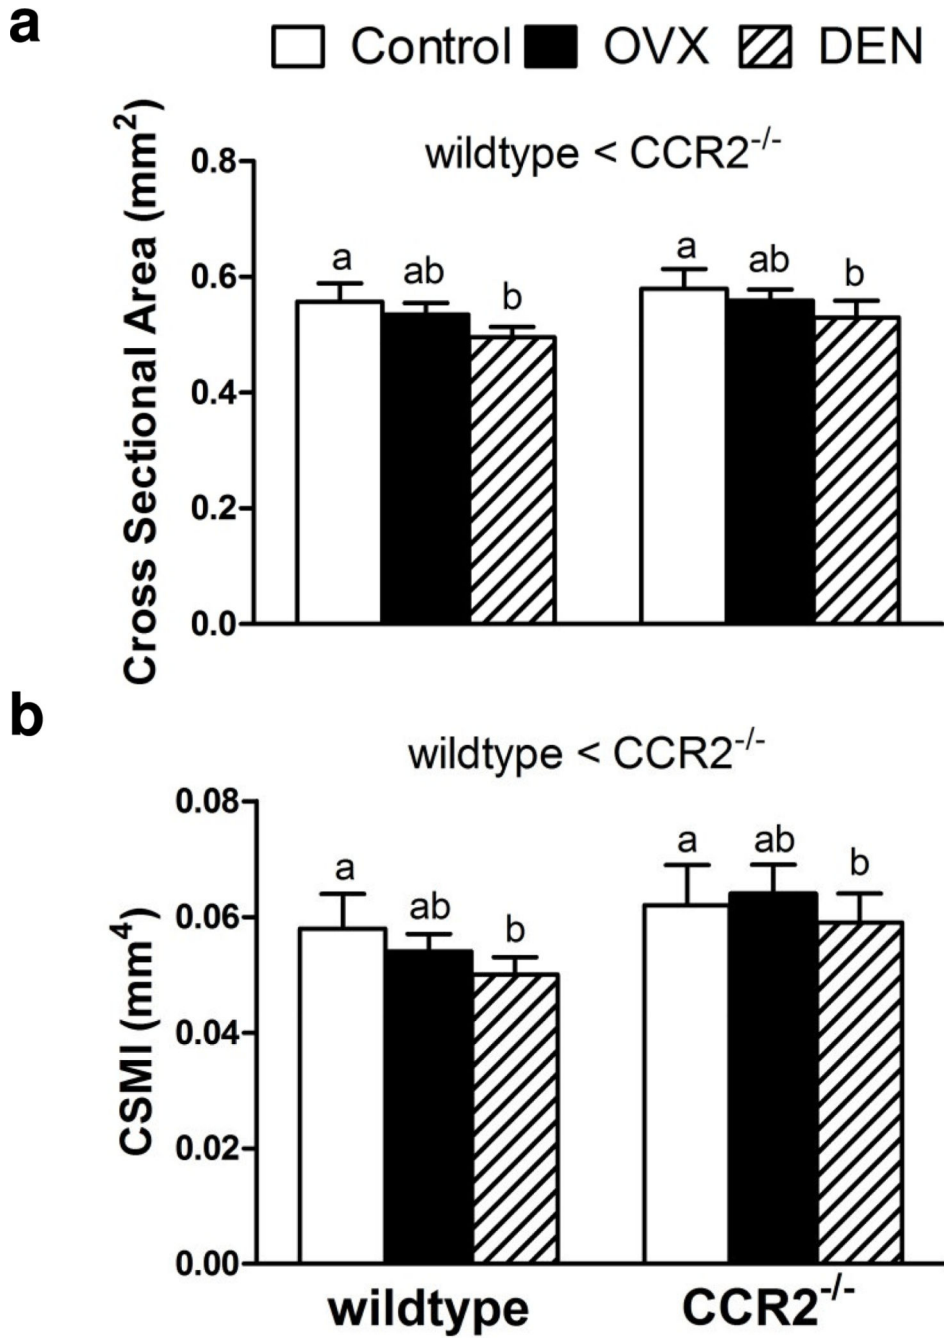 a
Control OVX DEN
wildtype < CCR2-/-
Cross Sectional Area (mm2)
0.8
0.6
0.4
0.2
0.0
a ab b a ab b
b
wildtype < CCR2-/-
CSMI (mm4)
0.08
0.06
0.04
0.02
0.00
a ab b a ab b
wildtype CCR2-/-